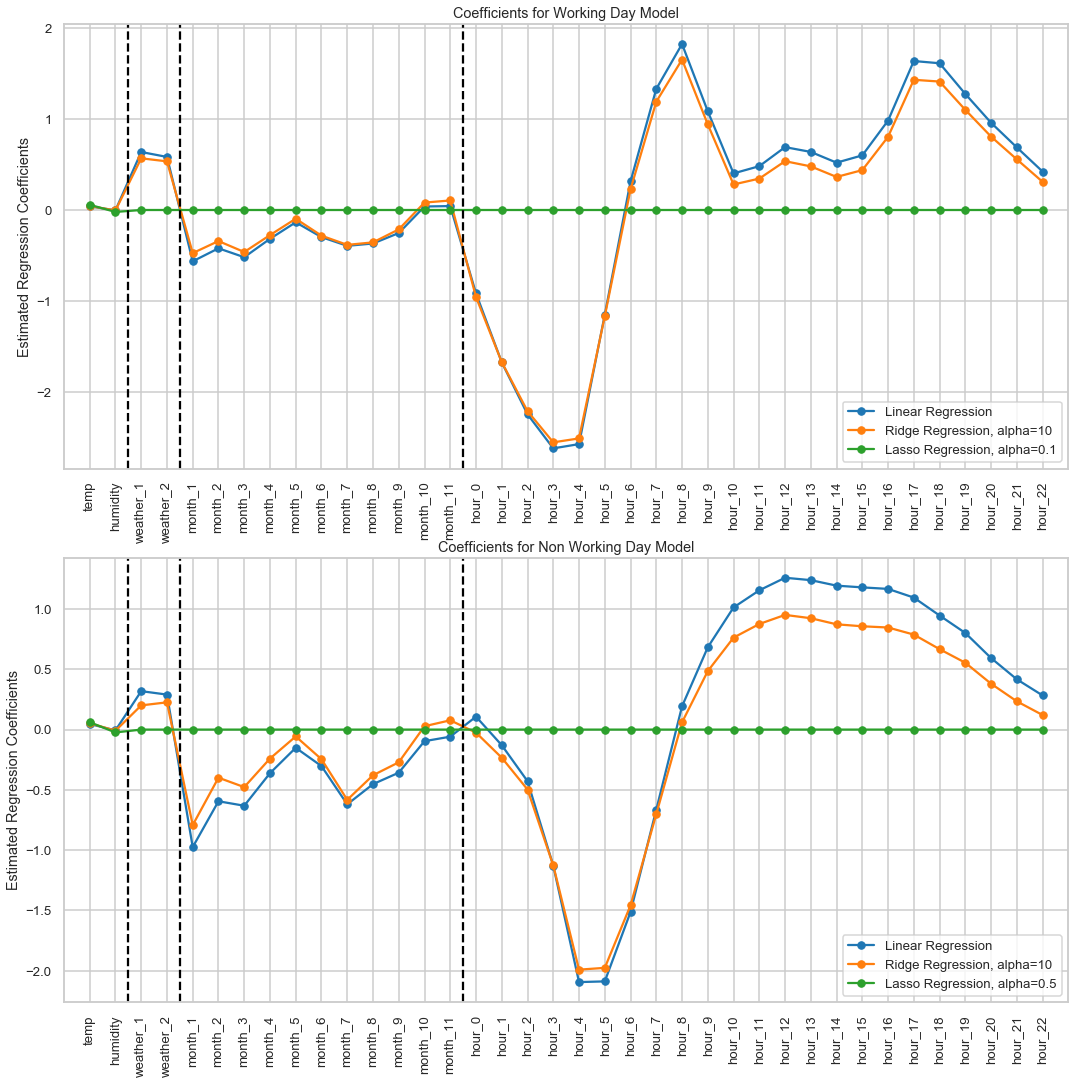 Coefficients for Working Day Model
Estimated Regression Coefficients
2
1
0
−1
−2
Linear Regression
Ridge Regression, alpha=10
Lasso Regression, alpha=0.1
temp
humidity
weather_1
weather_2
month_1
month_2
month_3
month_4
month_5
month_6
month_7
month_8
month_9
month_10
month_11
hour_0
hour_1
hour_2
hour_3
hour_4
hour_5
hour_6
hour_7
hour_8
hour_9
hour_10
hour_11
hour_12
hour_13
hour_14
hour_15
hour_16
hour_17
hour_18
hour_19
hour_20
hour_21
hour_22
Coefficients for Non Working Day Model
Estimated Regression Coefficients
1.0
0.5
0.0
−0.5
−1.0
−1.5
−2.0
Linear Regression
Ridge Regression, alpha=10
Lasso Regression, alpha=0.5
temp
humidity
weather_1
weather_2
month_1
month_2
month_3
month_4
month_5
month_6
month_7
month_8
month_9
month_10
month_11
hour_0
hour_1
hour_2
hour_3
hour_4
hour_5
hour_6
hour_7
hour_8
hour_9
hour_10
hour_11
hour_12
hour_13
hour_14
hour_15
hour_16
hour_17
hour_18
hour_19
hour_20
hour_21
hour_22